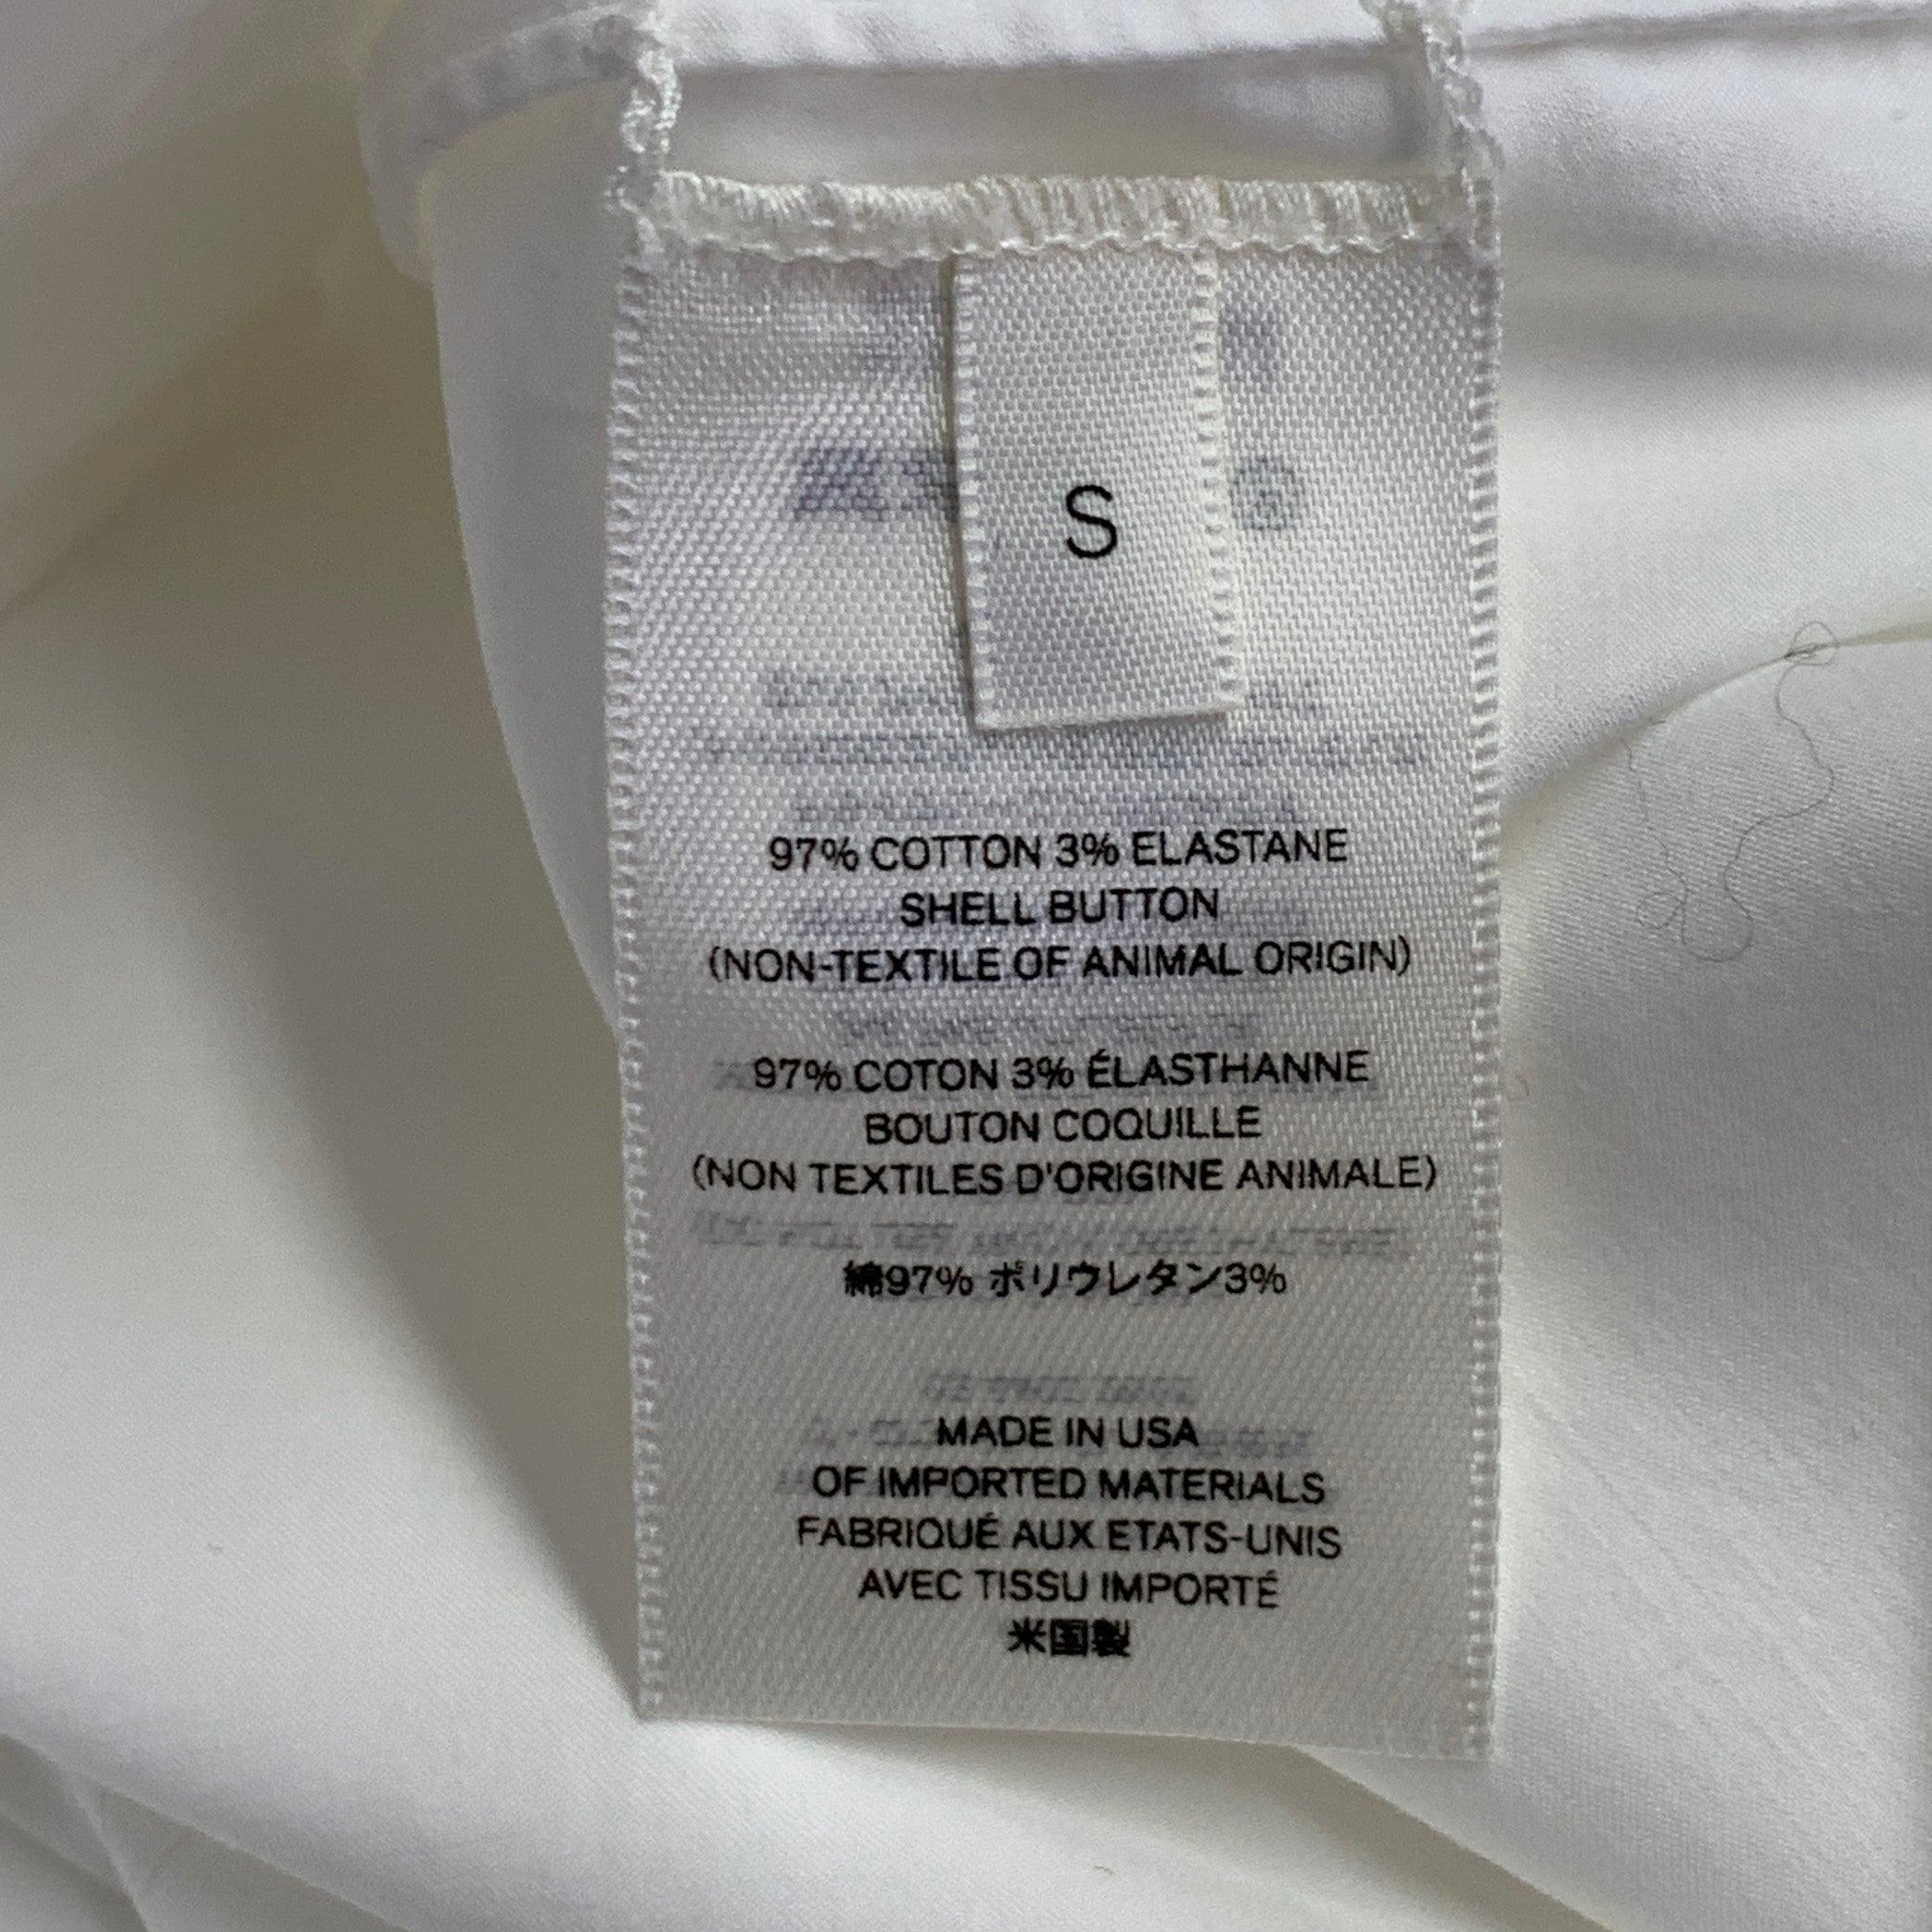 S
97% COTTON 3% ELASTANE
SHELL BUTTON
(NON-TEXTILE OF ANIMAL ORIGIN)
97% COTON 3% ÉLASTHANNE
BOUTON COQUILLE
(NON TEXTILES D'ORIGINE ANIMALE)
綿97% ポリウレタン3%
MADE IN USA
OF IMPORTED MATERIALS
FABRIQUÉ AUX ETATS-UNIS
AVEC TISSU IMPORTÉ
米国製